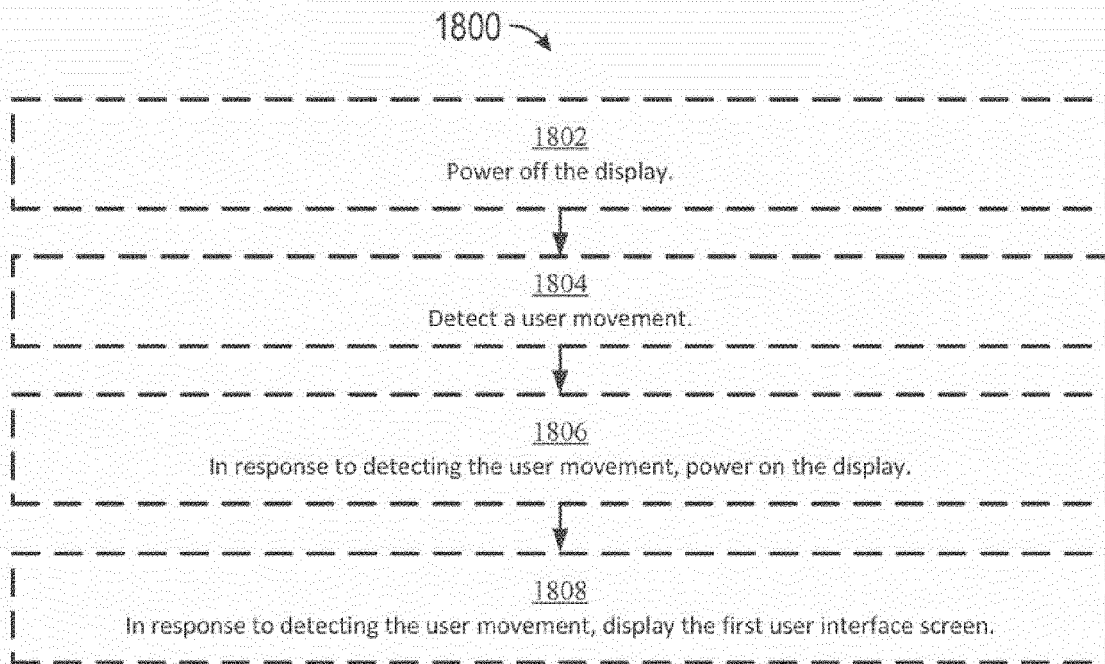 1800
1802
Power off the display.
1804
Detect a user movement.
1806
In response to detecting the user movement, power on the display.
1808
In response to detecting the user movement, display the first user interface screen.